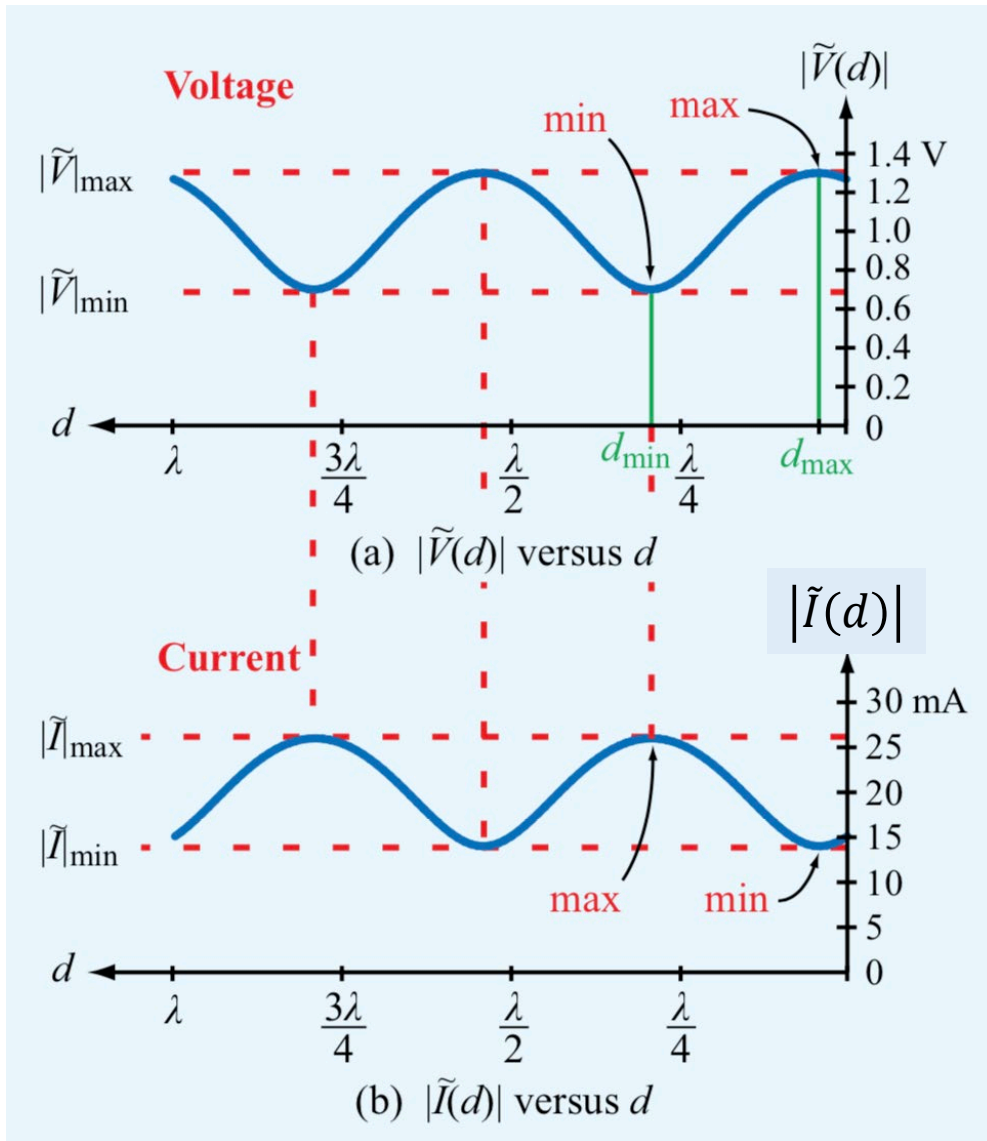 |Ṽ(d)|
Voltage
min
max
|Ṽ|max
|Ṽ|min
1.4 V
1.2
1.0
0.8
0.6
0.4
0.2
0
d
λ
3λ/4
λ/2
dmin
λ/4
dmax
(a) |Ṽ(d)| versus d
|Ĩ(d)|
Current
|Ĩ|max
|Ĩ|min
30 mA
25
20
15
10
5
0
max
min
d
λ
3λ/4
λ/2
λ/4
(b) |Ĩ(d)| versus d